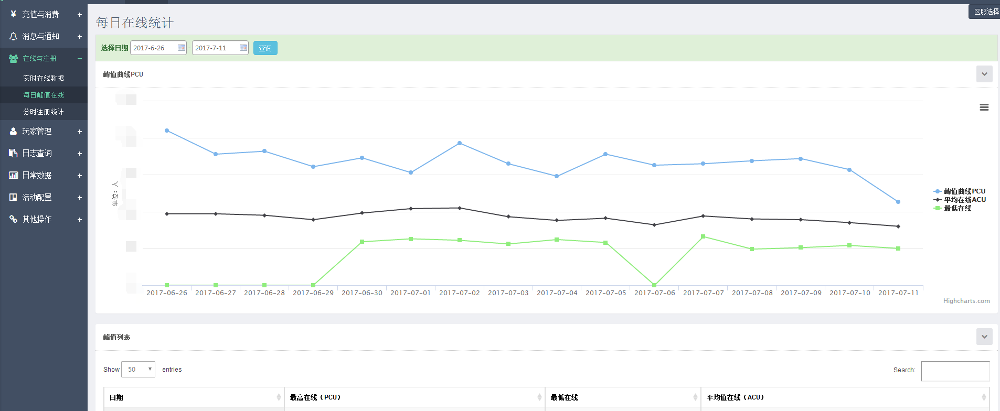 ¥ 充值与消费 +
消息与通知 +
在线与注册 −
实时在线数据
每日峰值在线
分时注册统计
玩家管理 +
日志查询 +
日常数据 +
活动配置 +
其他操作 +
区服选择
每日在线统计
选择日期 2017-6-26 - 2017-7-11 查询
峰值曲线PCU
单位：人
峰值曲线PCU
平均在线ACU
最低在线
2017-06-26 2017-06-27 2017-06-28 2017-06-29 2017-06-30 2017-07-01 2017-07-02 2017-07-03 2017-07-04 2017-07-05 2017-07-06 2017-07-07 2017-07-08 2017-07-09 2017-07-10 2017-07-11
Highcharts.com
峰值列表
Show 50 entries Search:
日期 最高在线（PCU） 最低在线 平均值在线（ACU）